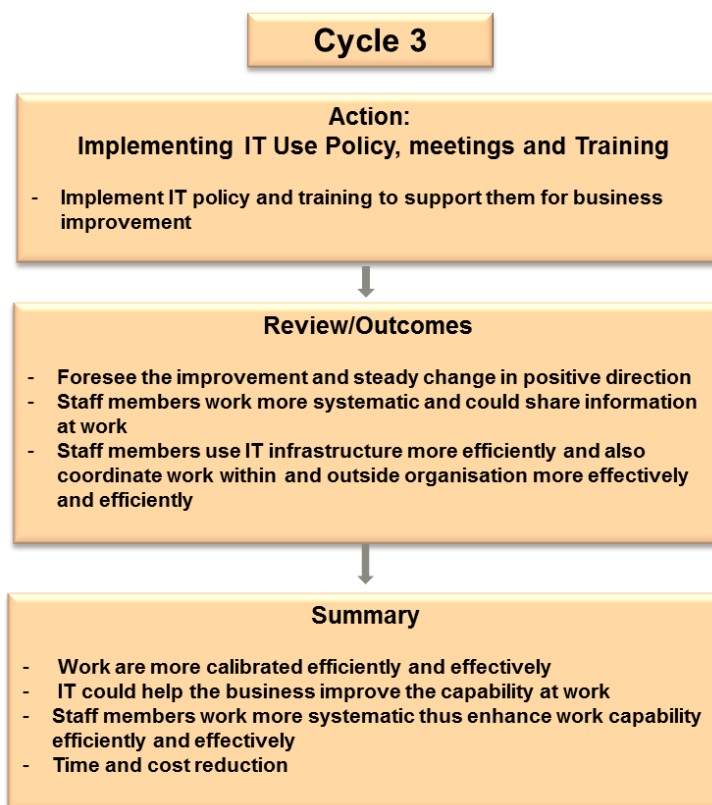 Cycle 3
Action:
Implementing IT Use Policy, meetings and Training
- Implement IT policy and training to support them for business
improvement
Review/Outcomes
- Foresee the improvement and steady change in positive direction
- Staff members work more systematic and could share information
at work
- Staff members use IT infrastructure more efficiently and also
coordinate work within and outside organisation more effectively
and efficiently
Summary
- Work are more calibrated efficiently and effectively
- IT could help the business improve the capability at work
- Staff members work more systematic thus enhance work capability
efficiently and effectively
- Time and cost reduction